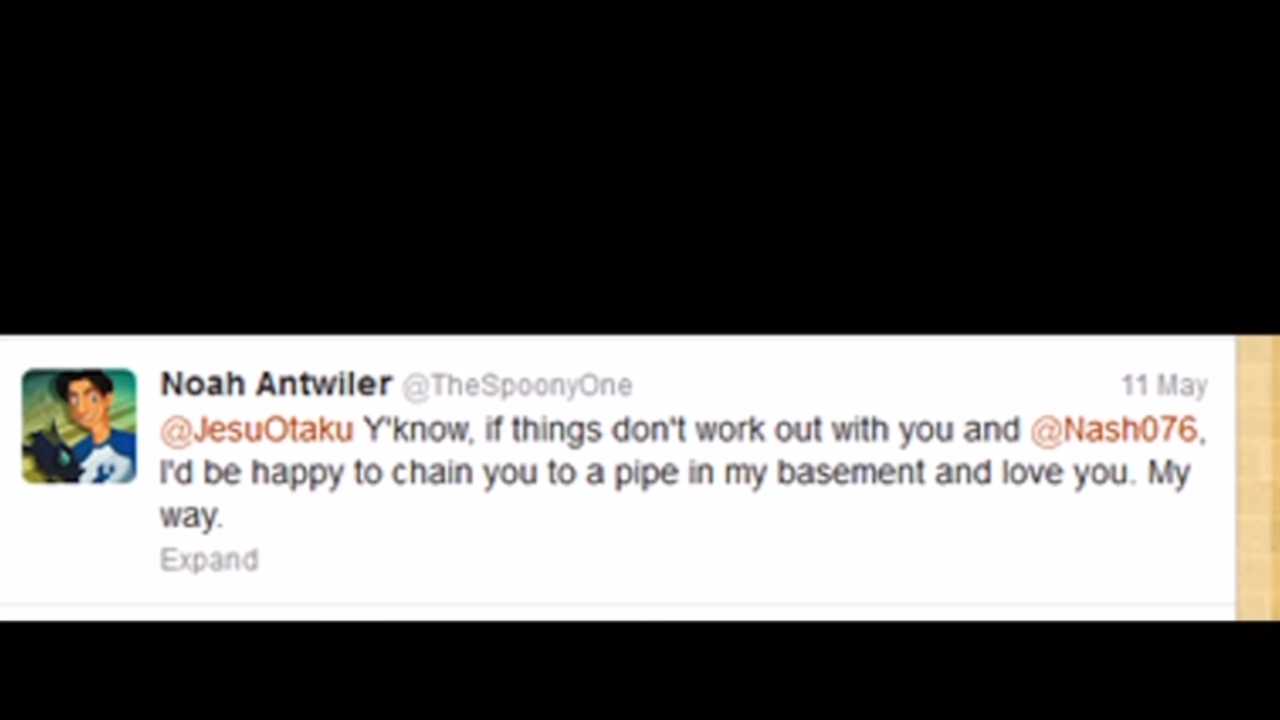 Noah Antwiler @TheSpoonyOne 11 May
@JesuOtaku Y'know, if things don't work out with you and @Nash076,
I'd be happy to chain you to a pipe in my basement and love you. My
way.
Expand